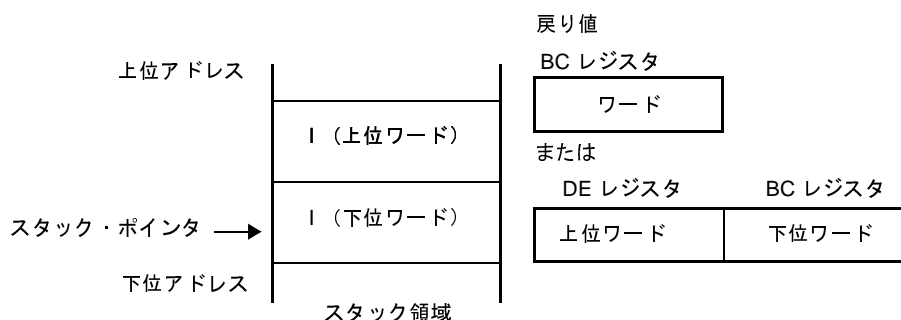 戻り値
BC レジスタ
上位アドレス
ワード
l （上位ワード）
または
DE レジスタ
BC レジスタ
l （下位ワード）
スタック・ポインタ
上位ワード
下位ワード
下位アドレス
スタック領域